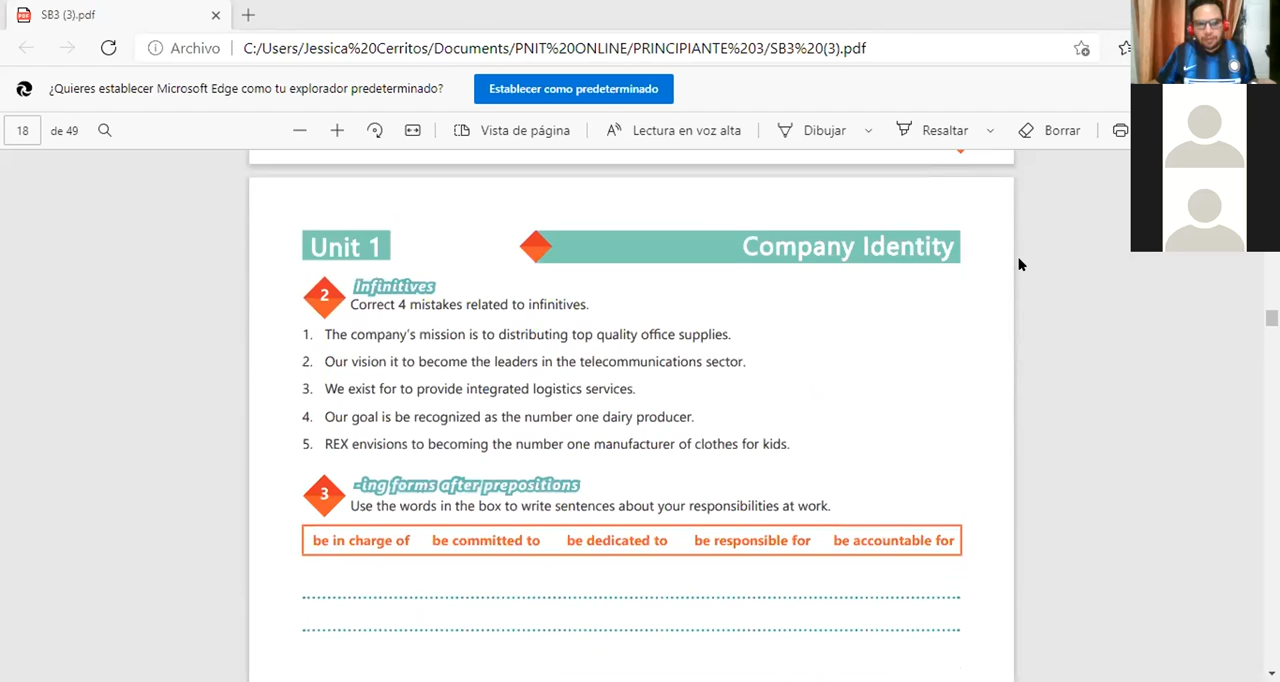 SB3 (3).pdf
Archivo C:/Users/Jessica%20Cerritos/Documents/PNIT%20ONLINE/PRINCIPIANTE%203/SB3%20(3).pdf
¿Quieres establecer Microsoft Edge como tu explorador predeterminado? Establecer como predeterminado
18 de 49 Vista de página Lectura en voz alta Dibujar Resaltar Borrar
Unit 1 Company Identity
2 Infinitives
Correct 4 mistakes related to infinitives.
1. The company's mission is to distributing top quality office supplies.
2. Our vision it to become the leaders in the telecommunications sector.
3. We exist for to provide integrated logistics services.
4. Our goal is be recognized as the number one dairy producer.
5. REX envisions to becoming the number one manufacturer of clothes for kids.
3 -ing forms after prepositions
Use the words in the box to write sentences about your responsibilities at work.
be in charge of be committed to be dedicated to be responsible for be accountable for